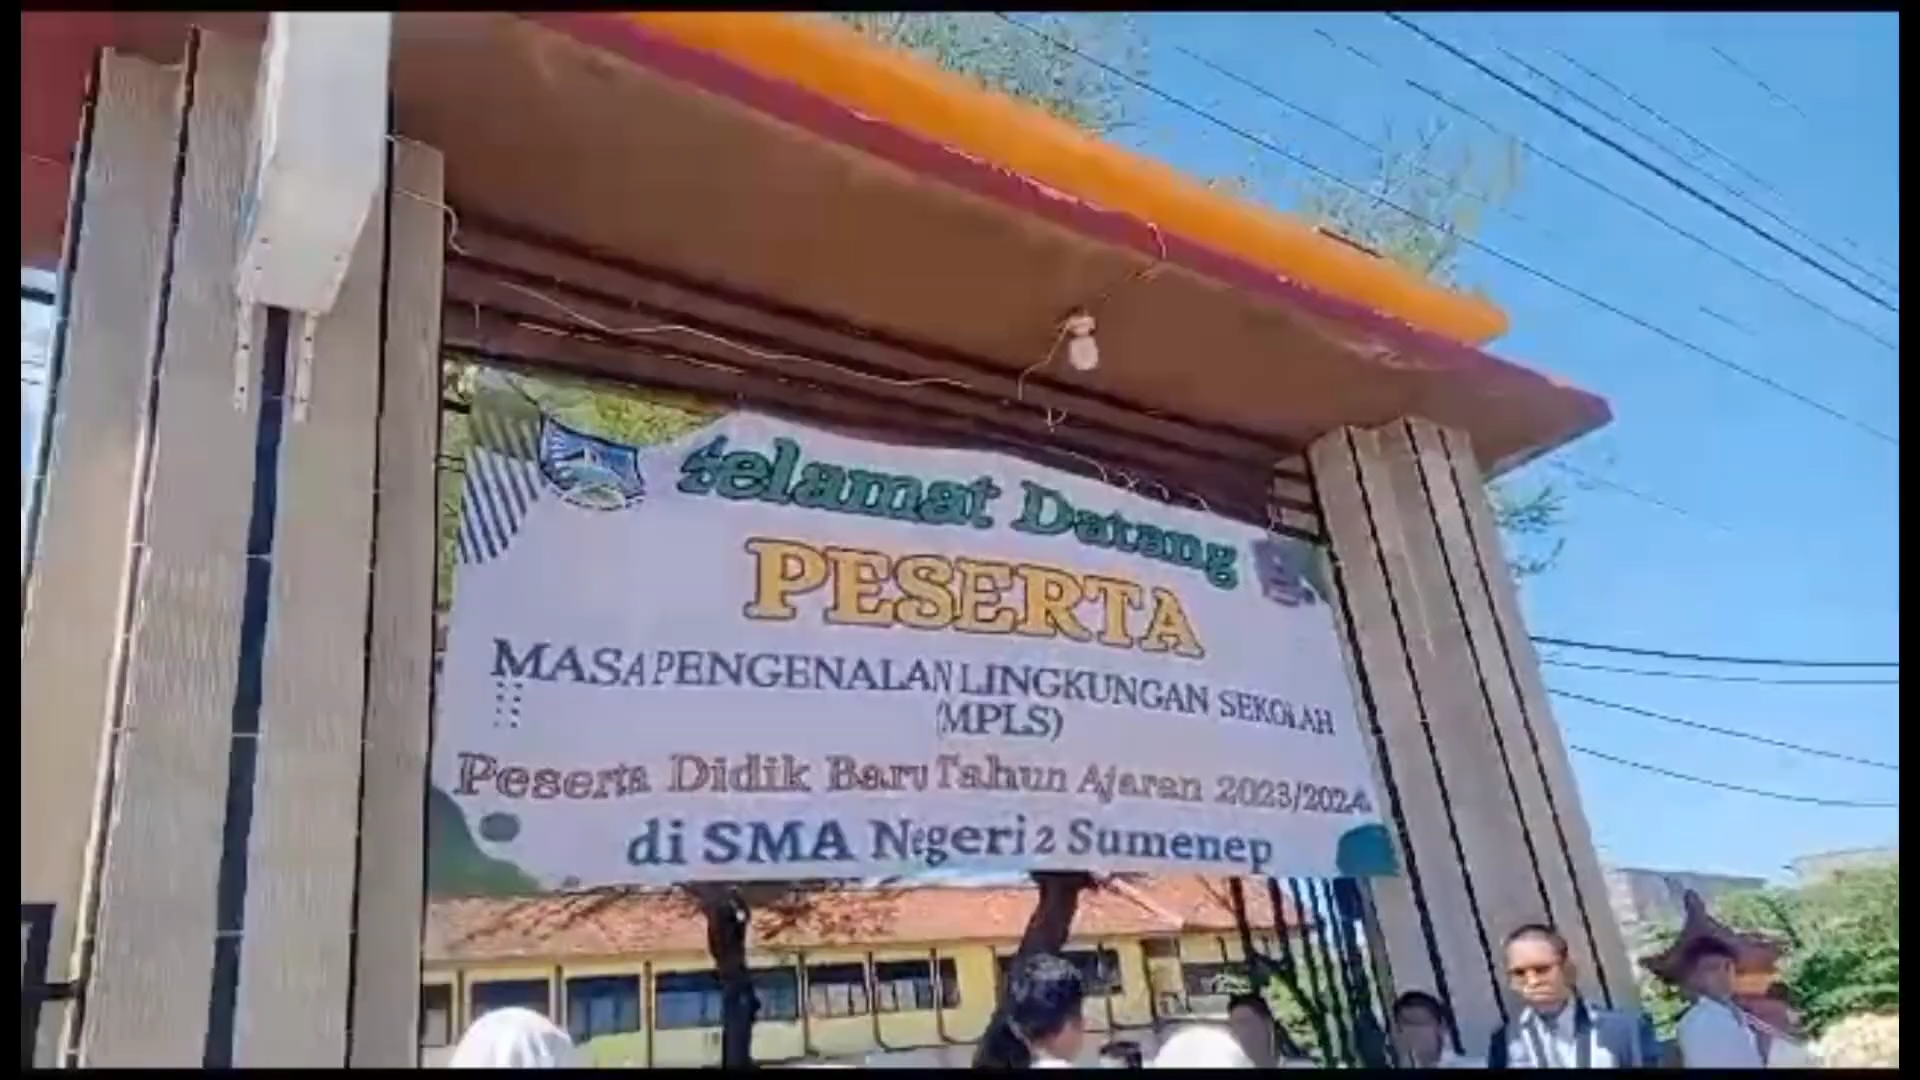 Selamat Datang
PESERTA
MASA PENGENALAN LINGKUNGAN SEKOLAH
(MPLS)
Peserta Didik Baru Tahun Ajaran 2023/2024
di SMA Negeri 2 Sumenep